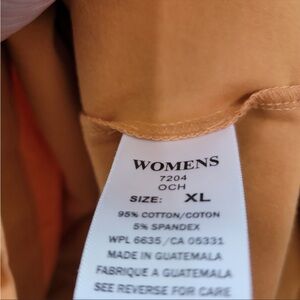 WOMENS
7204
OCH
SIZE: XL
95% COTTON/COTON
5% SPANDEX
WPL 6635/CA 05331
MADE IN GUATEMALA
FABRIQUE A GUATEMALA
SEE REVERSE FOR CARE